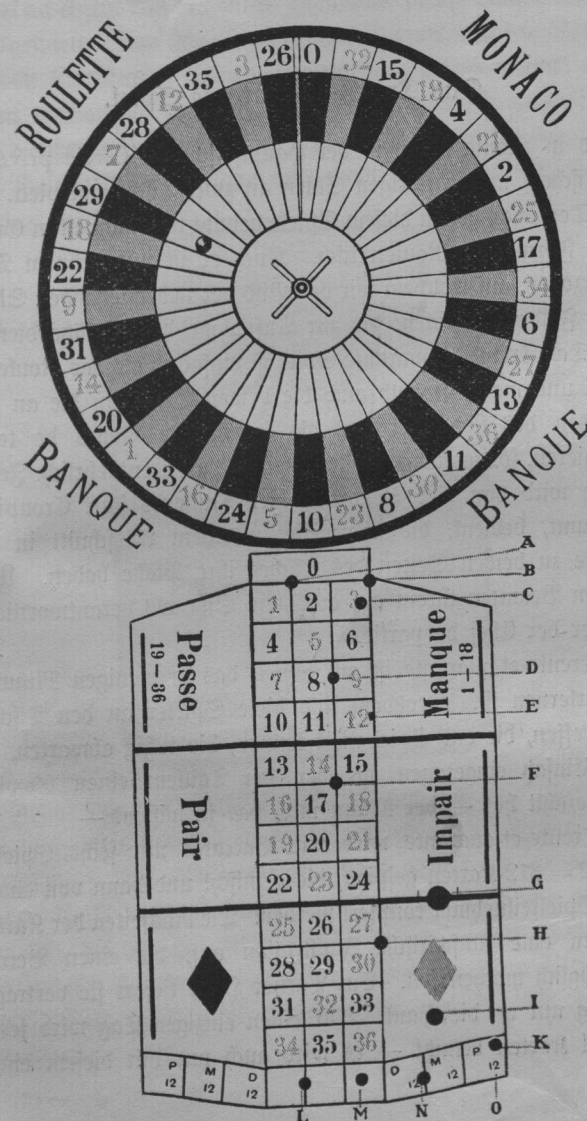 ROULETTE
MONACO
BANQUE
BANQUE
0 32 15 19 4 21 2 25 17 34 6 27 13 36 11 30 8 23 10 5 24 16 33 1 20 14 31 9 22 18 29 7 28 12 35 3 26
0
1 2 3
4 5 6
7 8 9
10 11 12
13 14 15
16 17 18
19 20 21
22 23 24
25 26 27
28 29 30
31 32 33
34 35 36
Passe
19 – 36
Manque
1 – 18
Pair
Impair
P 12 M 12 D 12
D 12 M 12 P 12
A
B
C
D
E
F
G
H
I
K
L M N O